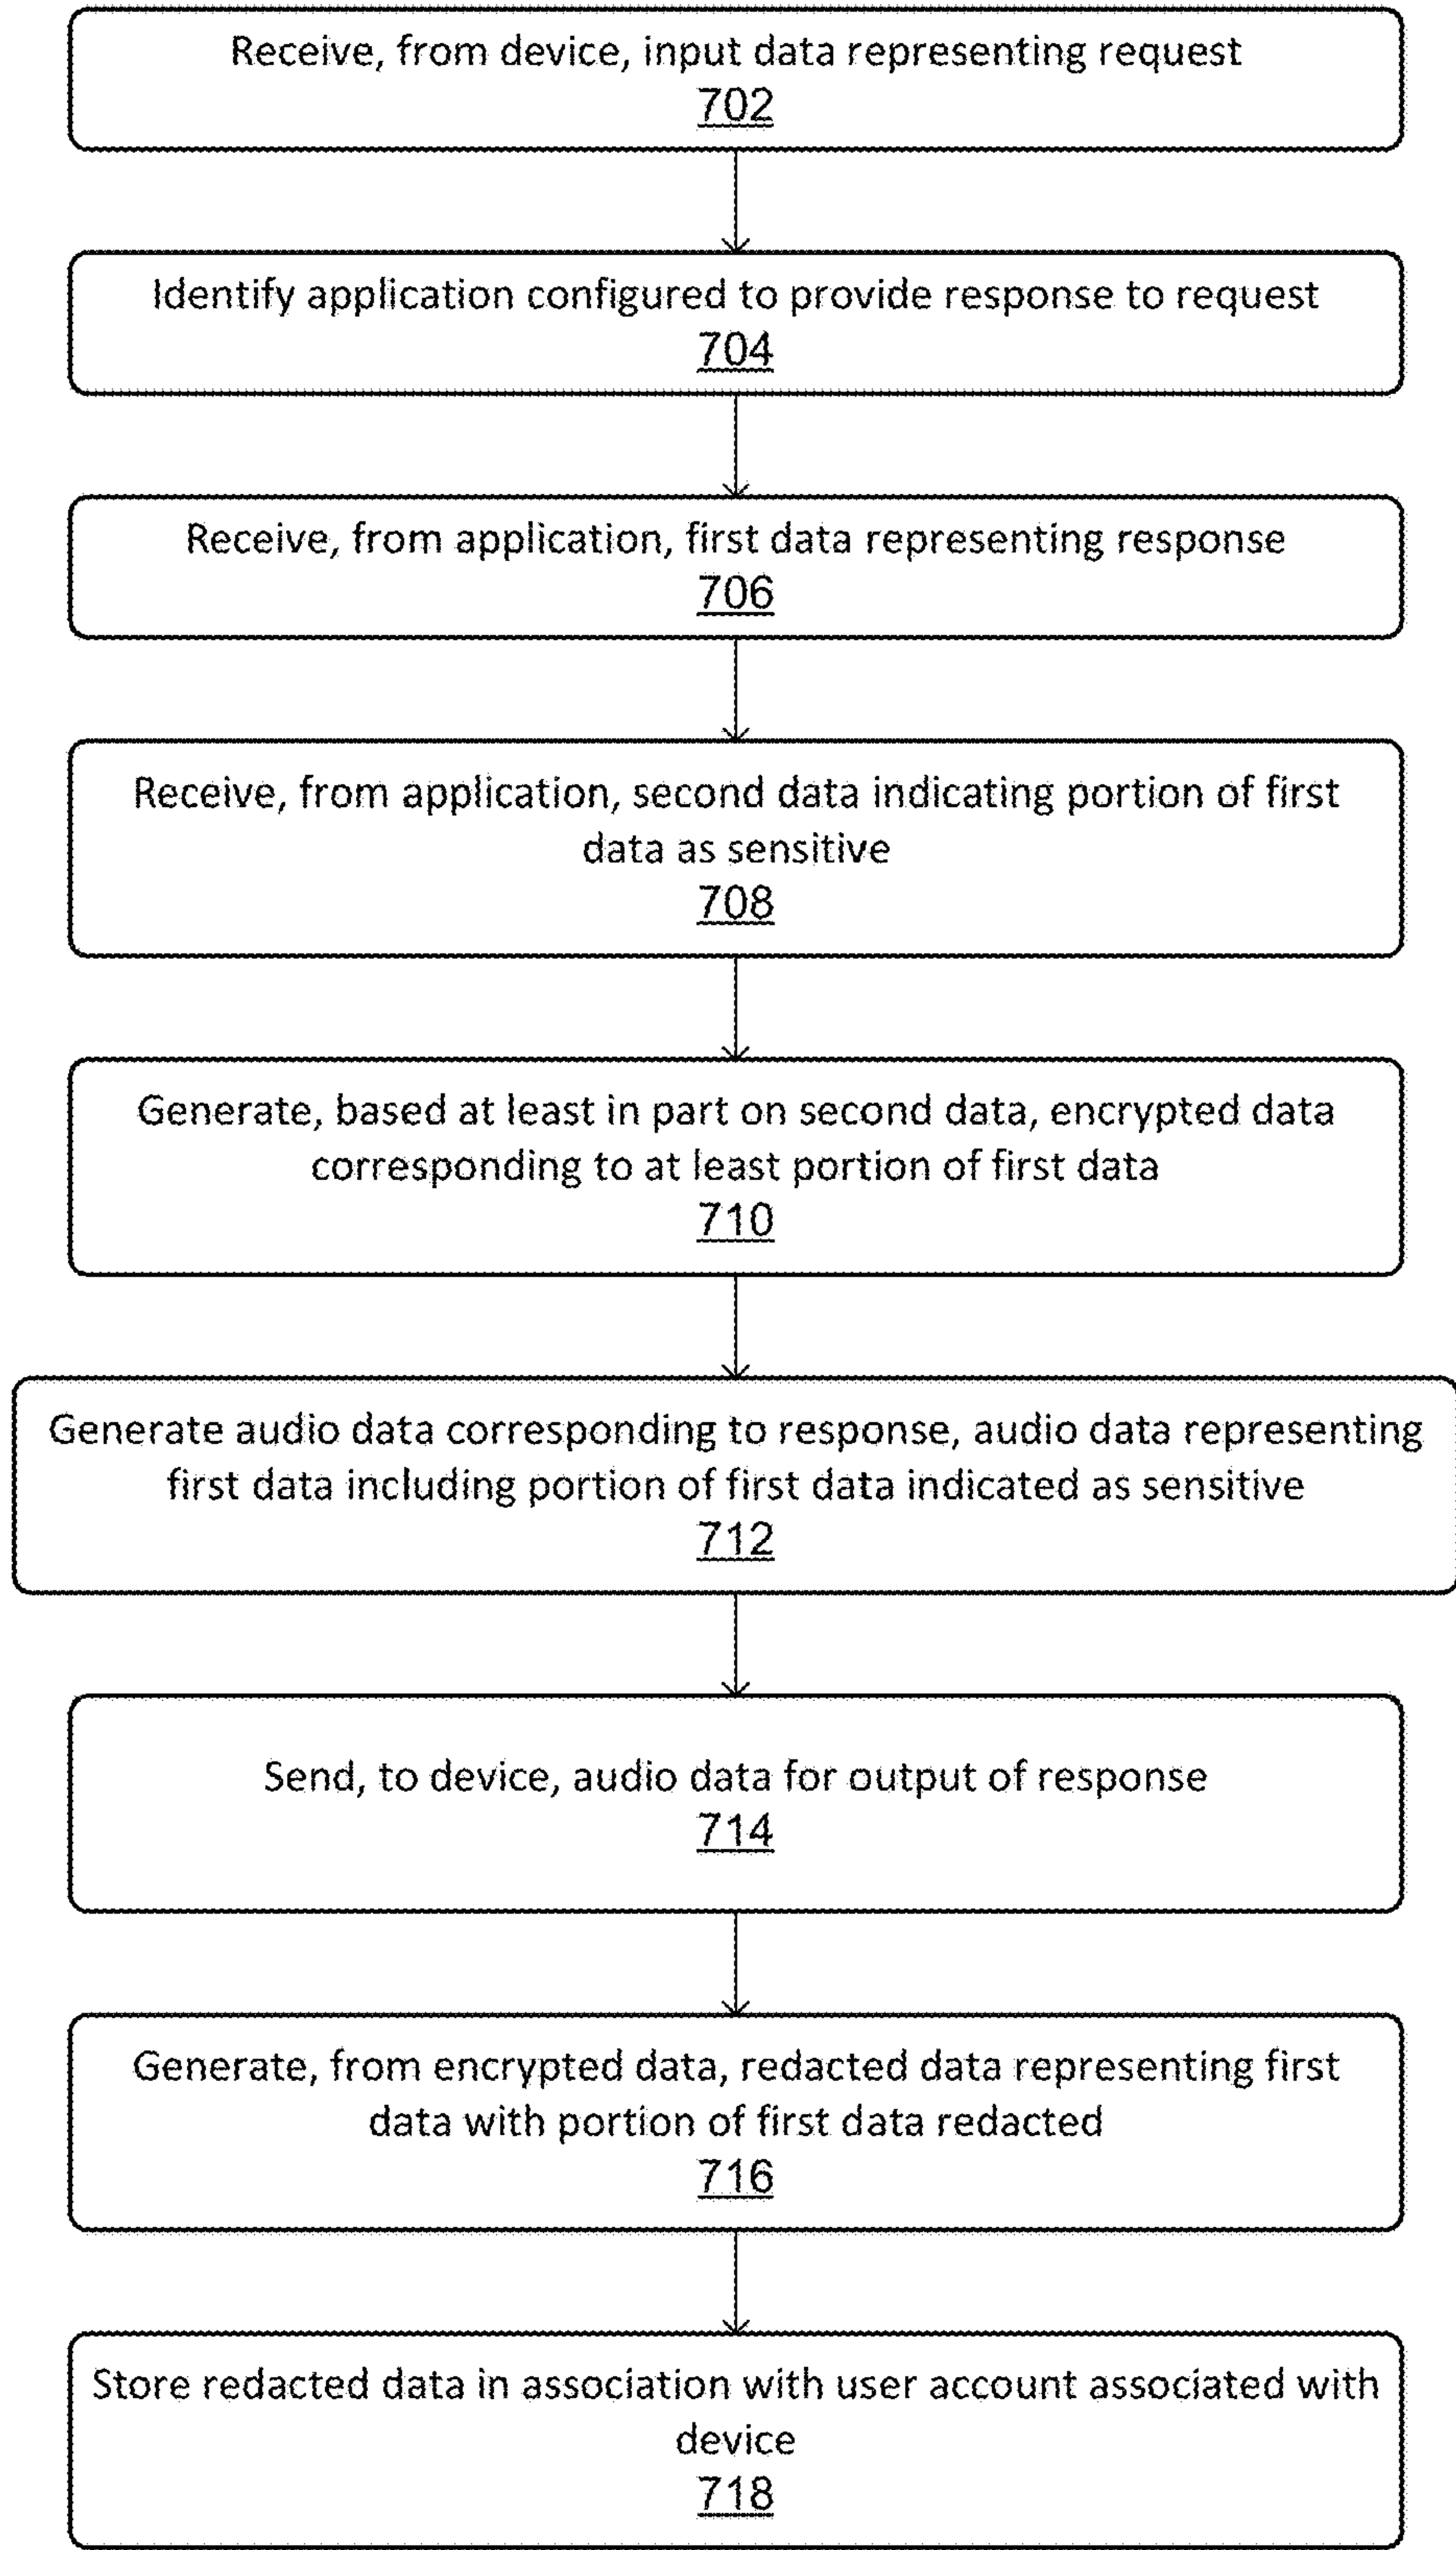 Receive, from device, input data representing request
702
Identify application configured to provide response to request
704
Receive, from application, first data representing response
706
Receive, from application, second data indicating portion of first
data as sensitive
708
Generate, based at least in part on second data, encrypted data
corresponding to at least portion of first data
710
Generate audio data corresponding to response, audio data representing
first data including portion of first data indicated as sensitive
712
Send, to device, audio data for output of response
714
Generate, from encrypted data, redacted data representing first
data with portion of first data redacted
716
Store redacted data in association with user account associated with
device
718